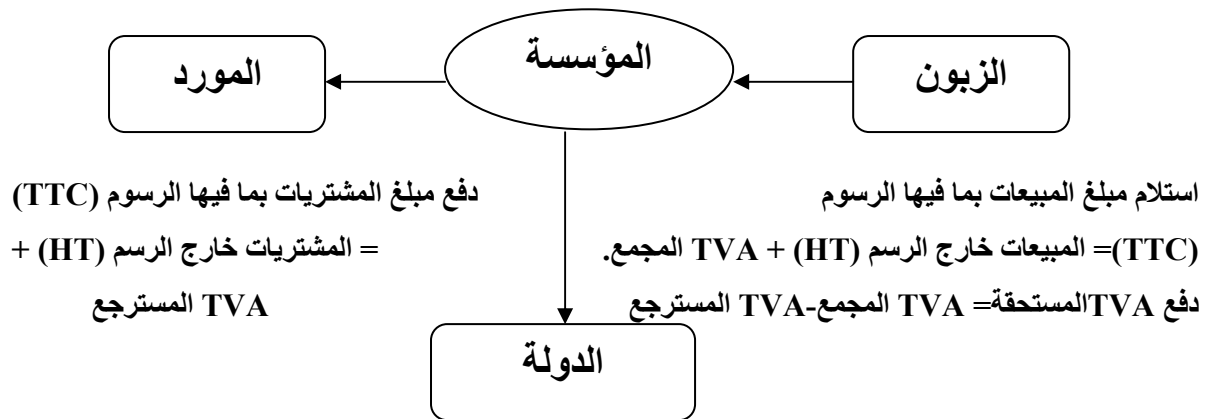 الزبون
المؤسسة
المورد
استلام مبلغ المبيعات بما فيها الرسوم
(TTC)= المبيعات خارج الرسم (HT) + TVA المجمع.
دفع TVAالمستحقة= TVA المجمع-TVA المسترجع
دفع مبلغ المشتريات بما فيها الرسوم (TTC)
= المشتريات خارج الرسم (HT) +
TVA المسترجع
الدولة